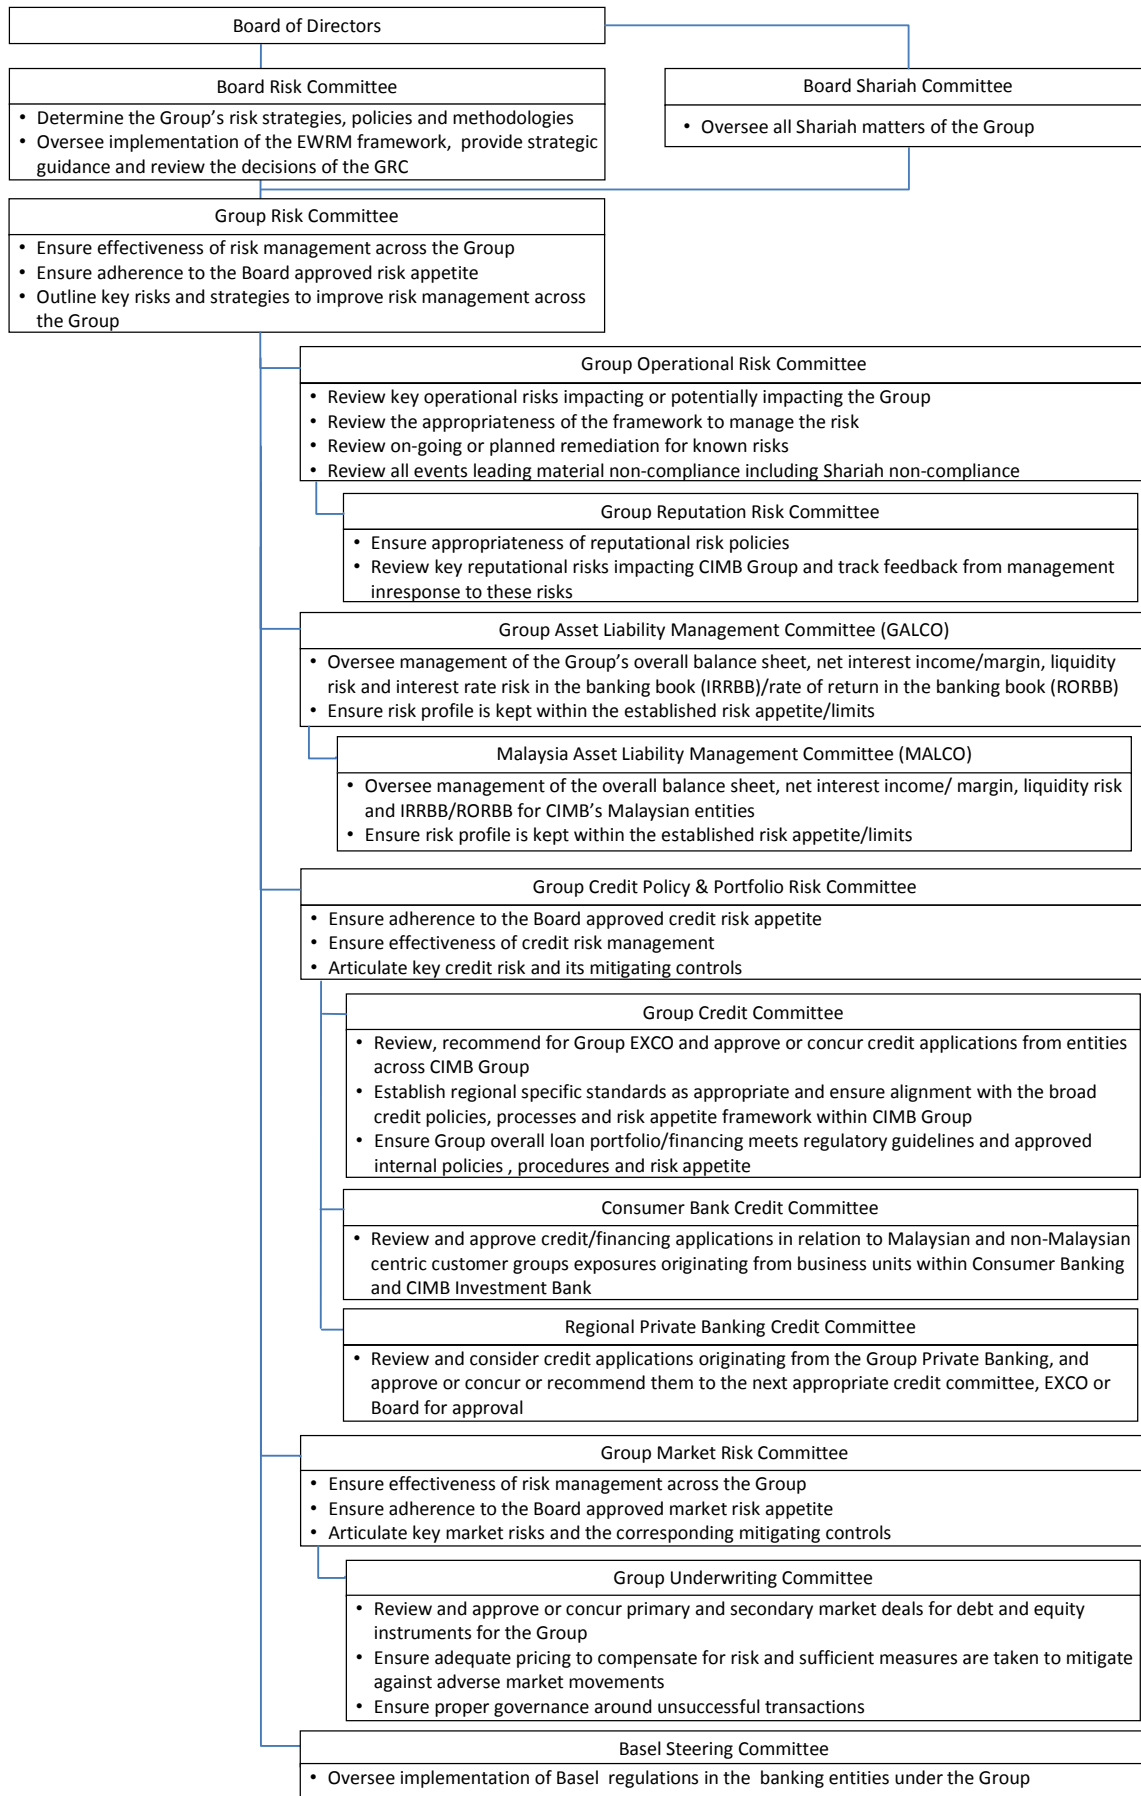 Board of Directors
Board Risk Committee
• Determine the Group's risk strategies, policies and methodologies
• Oversee implementation of the EWRM framework, provide strategic
guidance and review the decisions of the GRC
Board Shariah Committee
• Oversee all Shariah matters of the Group
Group Risk Committee
• Ensure effectiveness of risk management across the Group
• Ensure adherence to the Board approved risk appetite
• Outline key risks and strategies to improve risk management across
the Group
Group Operational Risk Committee
• Review key operational risks impacting or potentially impacting the Group
• Review the appropriateness of the framework to manage the risk
• Review on-going or planned remediation for known risks
• Review all events leading material non-compliance including Shariah non-compliance
Group Reputation Risk Committee
• Ensure appropriateness of reputational risk policies
• Review key reputational risks impacting CIMB Group and track feedback from management
inresponse to these risks
Group Asset Liability Management Committee (GALCO)
• Oversee management of the Group's overall balance sheet, net interest income/margin, liquidity
risk and interest rate risk in the banking book (IRRBB)/rate of return in the banking book (RORBB)
• Ensure risk profile is kept within the established risk appetite/limits
Malaysia Asset Liability Management Committee (MALCO)
• Oversee management of the overall balance sheet, net interest income/ margin, liquidity risk
and IRRBB/RORBB for CIMB's Malaysian entities
• Ensure risk profile is kept within the established risk appetite/limits
Group Credit Policy & Portfolio Risk Committee
• Ensure adherence to the Board approved credit risk appetite
• Ensure effectiveness of credit risk management
• Articulate key credit risk and its mitigating controls
Group Credit Committee
• Review, recommend for Group EXCO and approve or concur credit applications from entities
across CIMB Group
• Establish regional specific standards as appropriate and ensure alignment with the broad
credit policies, processes and risk appetite framework within CIMB Group
• Ensure Group overall loan portfolio/financing meets regulatory guidelines and approved
internal policies , procedures and risk appetite
Consumer Bank Credit Committee
• Review and approve credit/financing applications in relation to Malaysian and non-Malaysian
centric customer groups exposures originating from business units within Consumer Banking
and CIMB Investment Bank
Regional Private Banking Credit Committee
• Review and consider credit applications originating from the Group Private Banking, and
approve or concur or recommend them to the next appropriate credit committee, EXCO or
Board for approval
Group Market Risk Committee
• Ensure effectiveness of risk management across the Group
• Ensure adherence to the Board approved market risk appetite
• Articulate key market risks and the corresponding mitigating controls
Group Underwriting Committee
• Review and approve or concur primary and secondary market deals for debt and equity
instruments for the Group
• Ensure adequate pricing to compensate for risk and sufficient measures are taken to mitigate
against adverse market movements
• Ensure proper governance around unsuccessful transactions
Basel Steering Committee
• Oversee implementation of Basel regulations in the banking entities under the Group